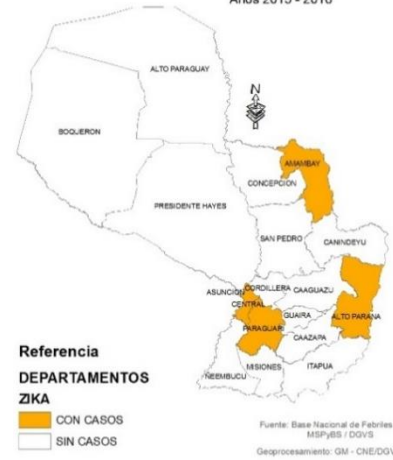 Años 2015 - 2016
ALTO PARAGUAY
BOQUERON
N
AMAMBAY
CONCEPCION
PRESIDENTE HAYES
SAN PEDRO
CANINDEYU
ASUNCION
CORDILLERA
CAAGUAZU
CENTRAL
GUAIRA
ALTO PARANA
PARAGUARI
CAAZAPA
MISIONES
ITAPUA
ÑEEMBUCU
Referencia
DEPARTAMENTOS
ZIKA
CON CASOS
SIN CASOS
Fuente: Base Nacional de Febriles
MSPyBS / DGVS
Geoprocesamiento: GM - CNE/DGV